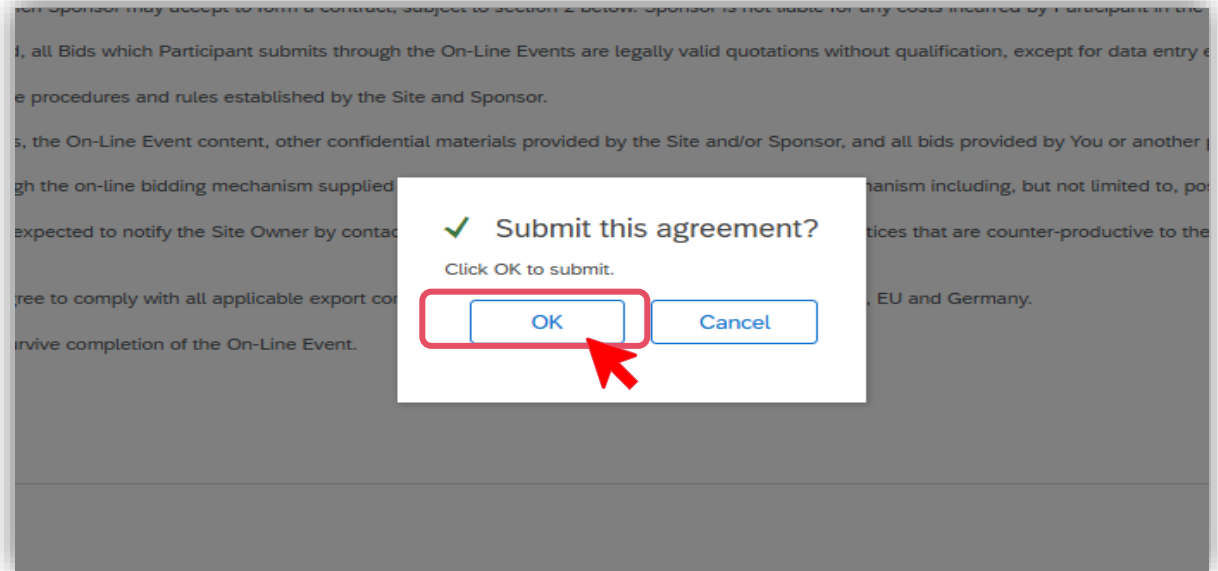 Sponsor may accept to form a contract, subject to section 2 below. Sponsor is not liable for any costs incurred by Participant in the
, all Bids which Participant submits through the On-Line Events are legally valid quotations without qualification, except for data entry
e procedures and rules established by the Site and Sponsor.
s, the On-Line Event content, other confidential materials provided by the Site and/or Sponsor, and all bids provided by You or another
gh the on-line bidding mechanism supplied
hanism including, but not limited to, po
Submit this agreement?
expected to notify the Site Owner by contac
tices that are counter-productive to the
Click OK to submit.
ree to comply with all applicable export cor
, EU and Germany.
OK
Cancel
urvive completion of the On-Line Event.